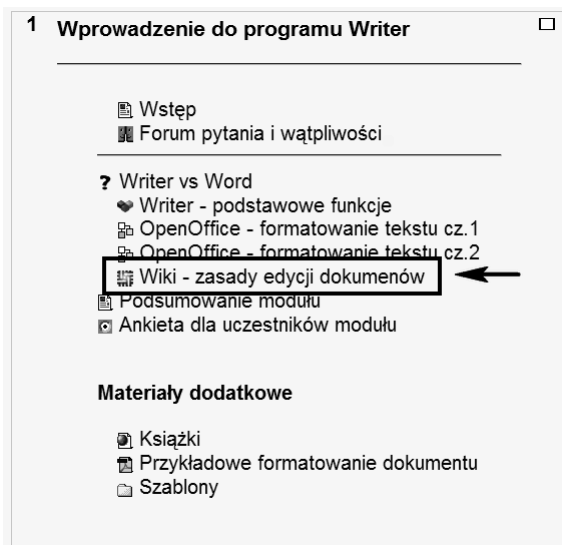 1 Wprowadzenie do programu Writer
Wstęp
Forum pytania i wątpliwości
? Writer vs Word
Writer - podstawowe funkcje
OpenOffice - formatowanie tekstu cz.1
OpenOffice - formatowanie tekstu cz.2
Wiki - zasady edycji dokumenów
Podsumowanie modułu
Ankieta dla uczestników modułu
Materiały dodatkowe
Książki
Przykładowe formatowanie dokumentu
Szablony